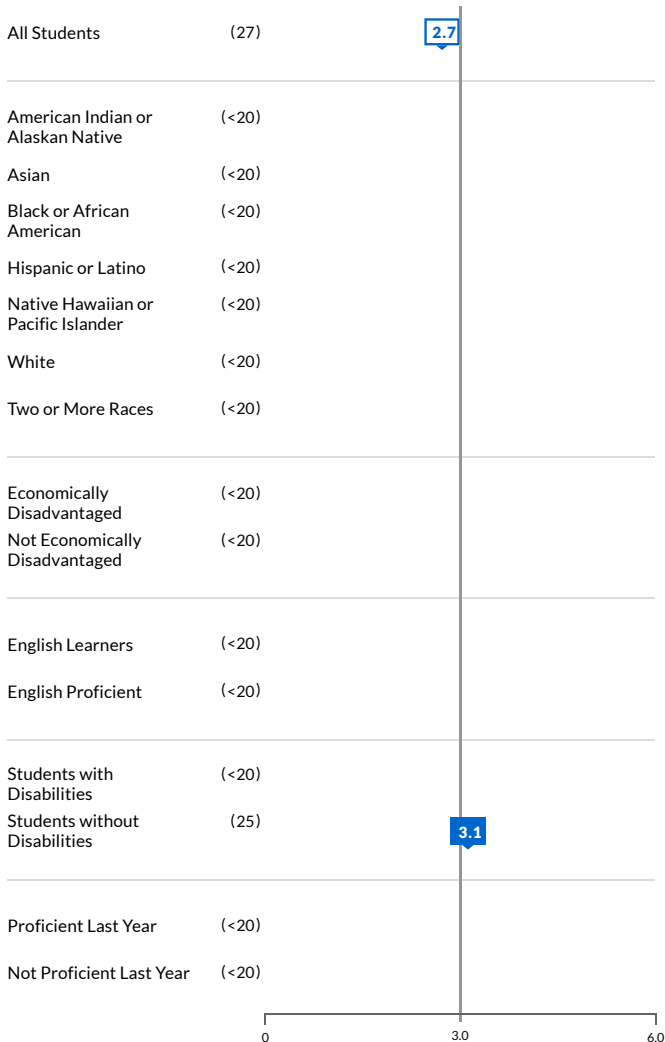 All Students (27) 2.7
American Indian or (<20)
Alaskan Native
Asian (<20)
Black or African (<20)
American
Hispanic or Latino (<20)
Native Hawaiian or (<20)
Pacific Islander
White (<20)
Two or More Races (<20)
Economically (<20)
Disadvantaged
Not Economically (<20)
Disadvantaged
English Learners (<20)
English Proficient (<20)
Students with (<20)
Disabilities
Students without (25) 3.1
Disabilities
Proficient Last Year (<20)
Not Proficient Last Year (<20)
0 3.0 6.0